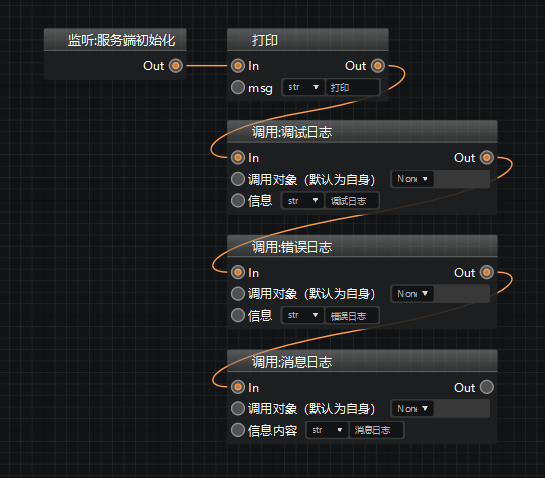 监听:服务端初始化
Out
打印
In Out
msg str 打印
调用:调试日志
In Out
调用对象（默认为自身） None
信息 str 调试日志
调用:错误日志
In Out
调用对象（默认为自身） None
信息 str 错误日志
调用:消息日志
In Out
调用对象（默认为自身） None
信息内容 str 消息日志